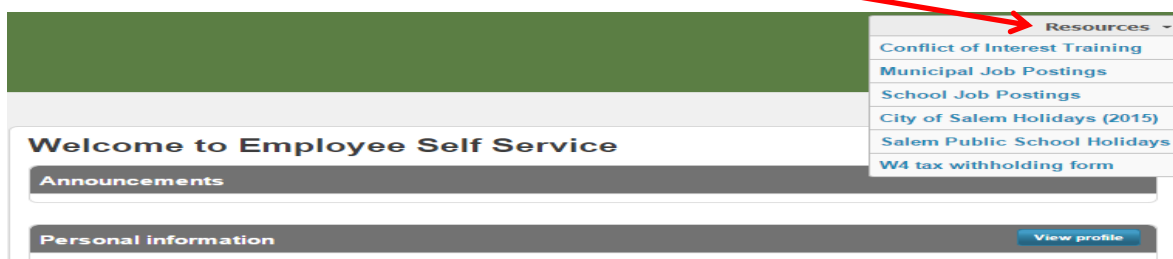 Resources
Conflict of Interest Training
Municipal Job Postings
School Job Postings
City of Salem Holidays (2015)
Salem Public School Holidays
W4 tax withholding form
Welcome to Employee Self Service
Announcements
Personal information
View profile